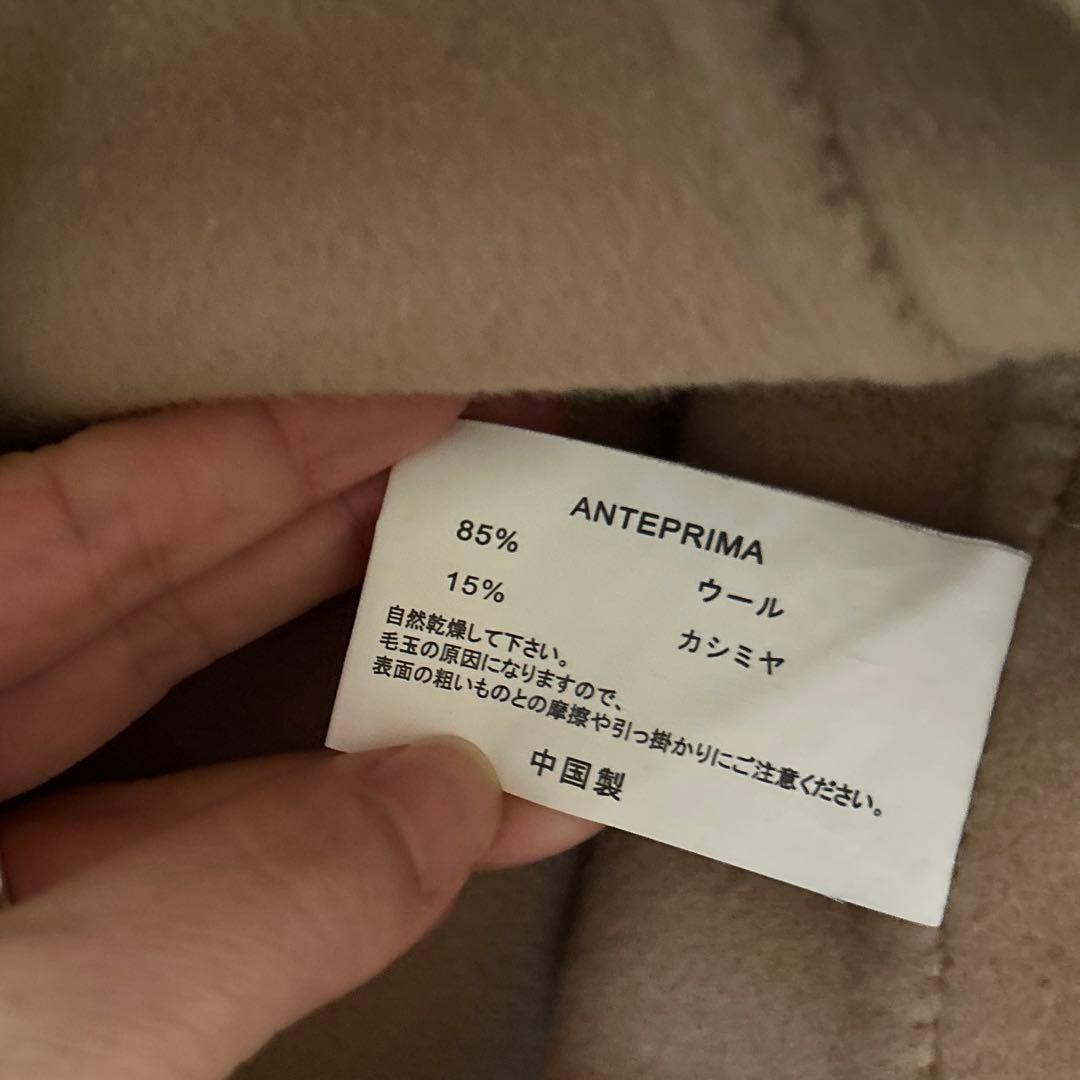 ANTEPRIMA
85% ウール
15% カシミヤ
自然乾燥して下さい。
毛玉の原因になりますので、
表面の粗いものとの摩擦や引っ掛かりにご注意ください。
中国製